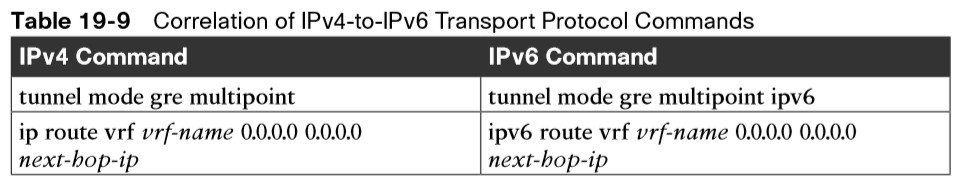 Table 19-9 Correlation of IPv4-to-IPv6 Transport Protocol Commands
IPv4 Command IPv6 Command
tunnel mode gre multipoint tunnel mode gre multipoint ipv6
ip route vrf vrf-name 0.0.0.0 0.0.0.0 ipv6 route vrf vrf-name 0.0.0.0 0.0.0.0
next-hop-ip next-hop-ip